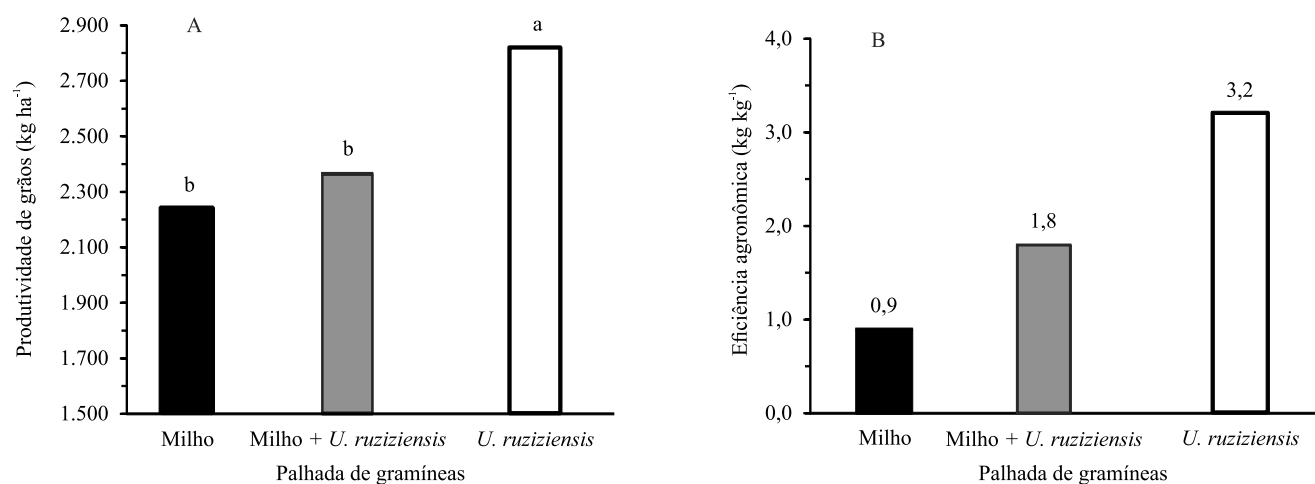 A
Produtividade de grãos (kg ha-1)
2.900
2.700
2.500
2.300
2.100
1.900
1.700
1.500
b
b
a
Milho
Milho + U. ruziziensis
U. ruziziensis
Palhada de gramíneas
B
Eficiência agronômica (kg kg-1)
4,0
3,0
2,0
1,0
0,0
0,9
1,8
3,2
Milho
Milho + U. ruziziensis
U. ruziziensis
Palhada de gramíneas